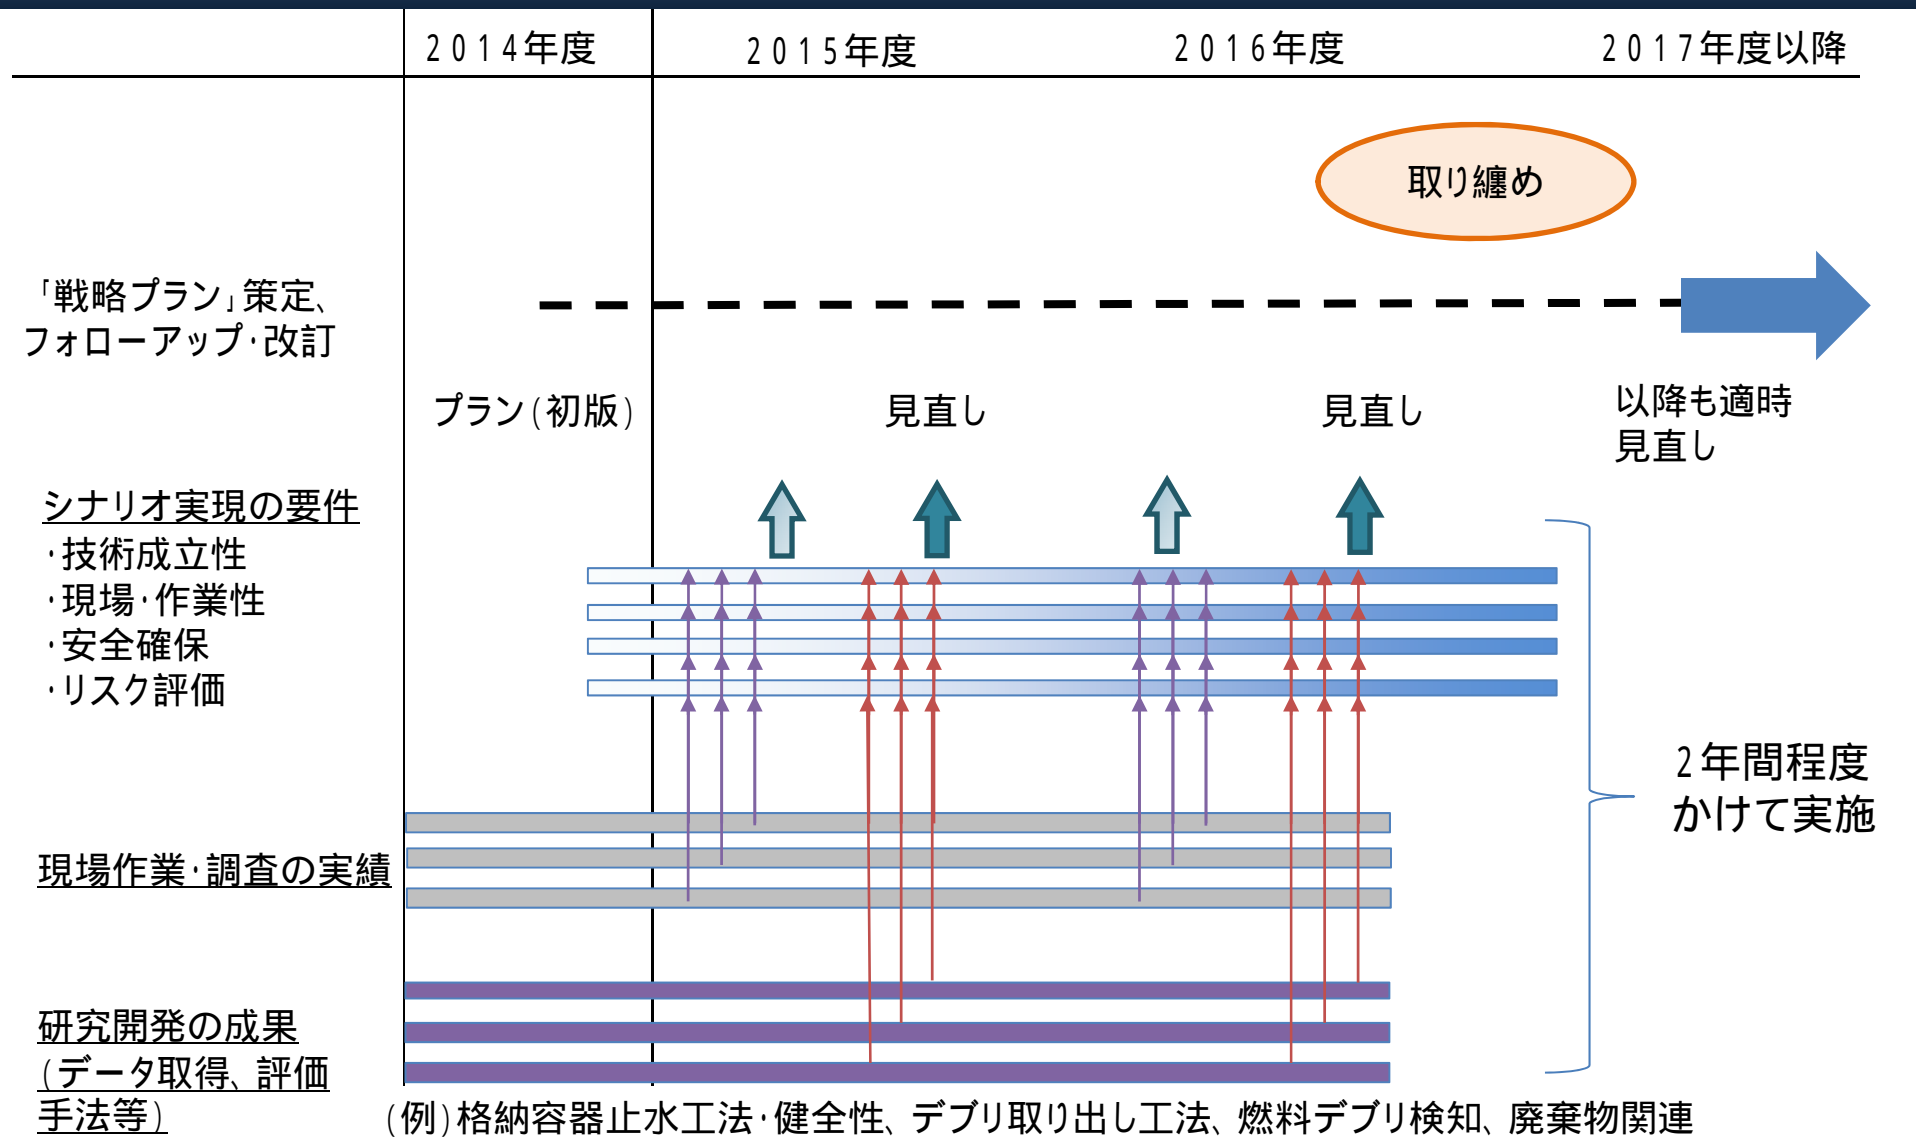 2014年度
2015年度
2016年度
2017年度以降
取り纏め
「戦略プラン」策定、
フォローアップ・改訂
プラン(初版)
見直し
見直し
以降も適時
見直し
シナリオ実現の要件
・技術成立性
・現場・作業性
・安全確保
・リスク評価
2年間程度
かけて実施
現場作業・調査の実績
研究開発の成果
(データ取得、評価
手法等)
(例)格納容器止水工法・健全性、デブリ取り出し工法、燃料デブリ検知、廃棄物関連